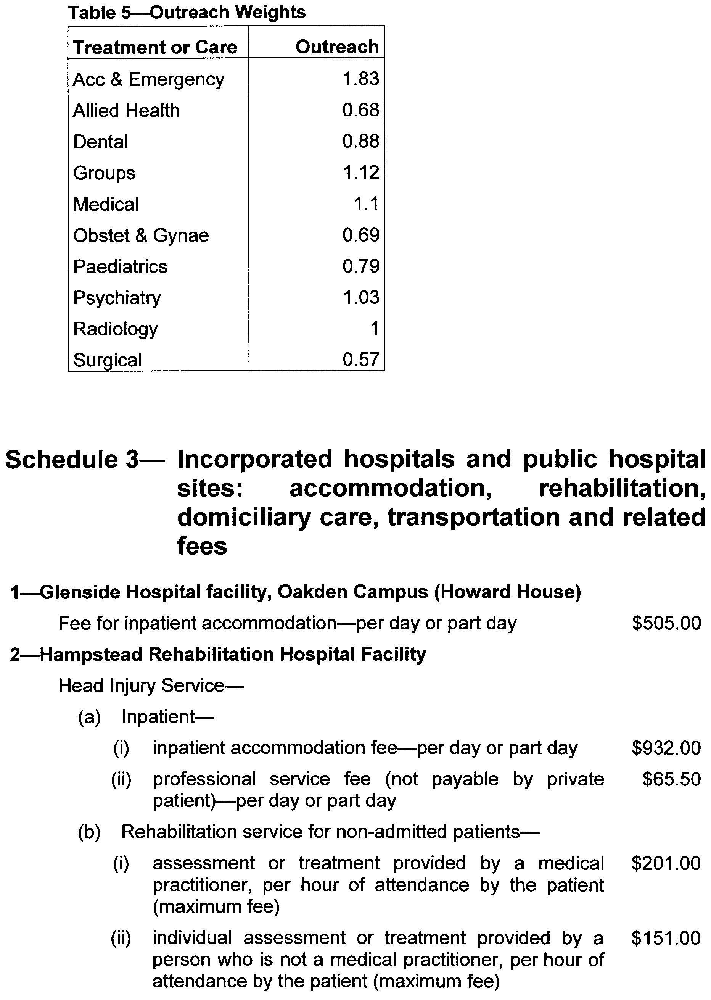 Table 5—Outreach Weights
Treatment or Care Outreach
Acc & Emergency 1.83
Allied Health 0.68
Dental 0.88
Groups 1.12
Medical 1.1
Obstet & Gynae 0.69
Paediatrics 0.79
Psychiatry 1.03
Radiology 1
Surgical 0.57
Schedule 3— Incorporated hospitals and public hospital
sites: accommodation, rehabilitation,
domiciliary care, transportation and related
fees
1—Glenside Hospital facility, Oakden Campus (Howard House)
Fee for inpatient accommodation—per day or part day $505.00
2—Hampstead Rehabilitation Hospital Facility
Head Injury Service—
(a) Inpatient—
(i) inpatient accommodation fee—per day or part day $932.00
(ii) professional service fee (not payable by private $65.50
patient)—per day or part day
(b) Rehabilitation service for non-admitted patients—
(i) assessment or treatment provided by a medical $201.00
practitioner, per hour of attendance by the patient
(maximum fee)
(ii) individual assessment or treatment provided by a $151.00
person who is not a medical practitioner, per hour of
attendance by the patient (maximum fee)